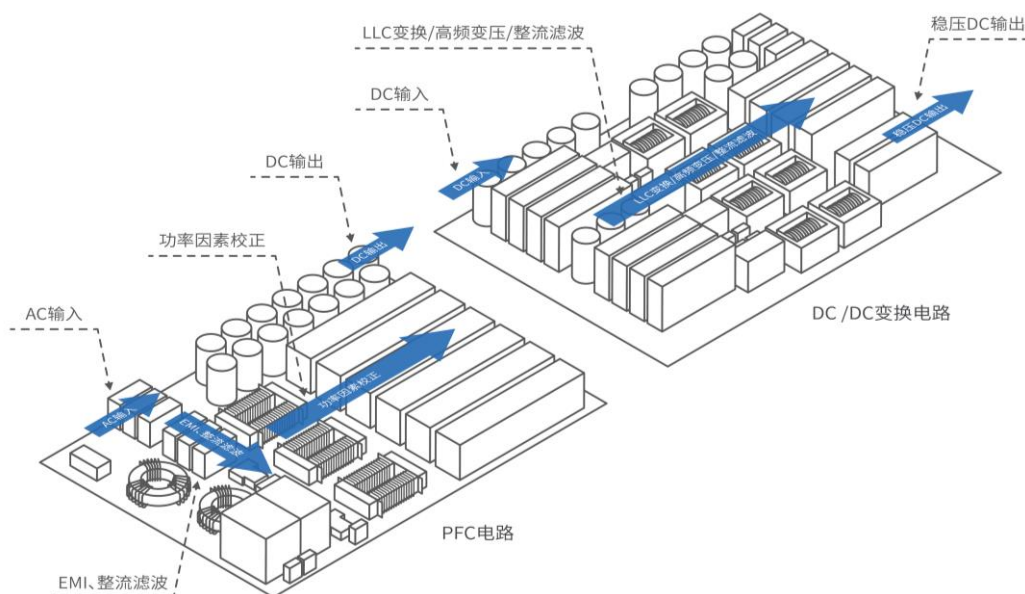 LLC变换/高频变压/整流滤波
稳压DC输出
DC输入
DC输出
功率因素校正
AC输入
稳压DC输出
LLC变换/高频变压/整流滤波
DC输入
DC输出
功率因素校正
AC输入
EMI、整流滤波
DC /DC变换电路
PFC电路
EMI、整流滤波